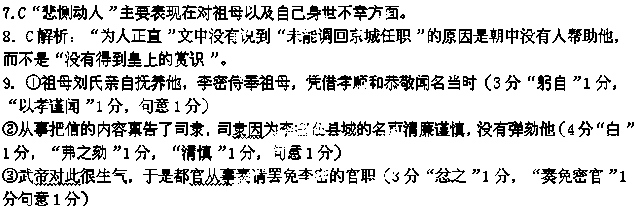 7.C“悲恻动人”主要表现在对祖母以及自己身世不幸方面。
8. C解析：“为人正直”文中没有说到“未能调回京城任职”的原因是朝中没有人帮助他，
而不是“没有得到皇上的赏识”。
9. ①祖母刘氏亲自抚养他，李密侍奉祖母，凭借孝顺和恭敬闻名当时（3分“躬自”1分，
“以孝谨闻”1分，句意1分）
②从事把信的内容禀告了司隶，司隶因为李密在县城的名声清廉谨慎，没有弹劾他（4分“白”
1分，“弗之劾”1分，“清慎”1分，句意1分）
③武帝对此很生气，于是都官从事奏请罢免李密的官职（3分“忿之”1分，“奏免密官”1
分句意1分）